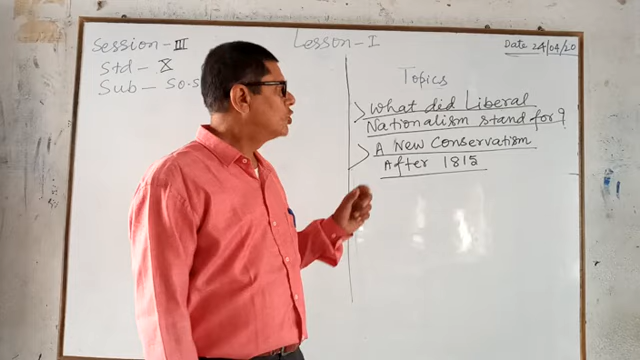 Session - III
Std - X
Sub - So.S
Lesson - I
Date 24/04/20
Topics
> What did Liberal
Nationalism stand for?
> A New Conservatism
After 1815